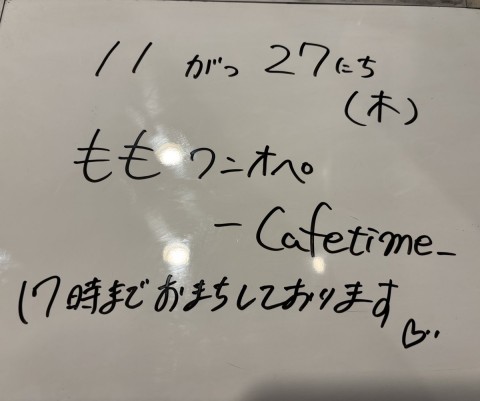 11がつ27にち
(木)
ももワンオペ。
-Cafetime-
17時までおまちしております♡..